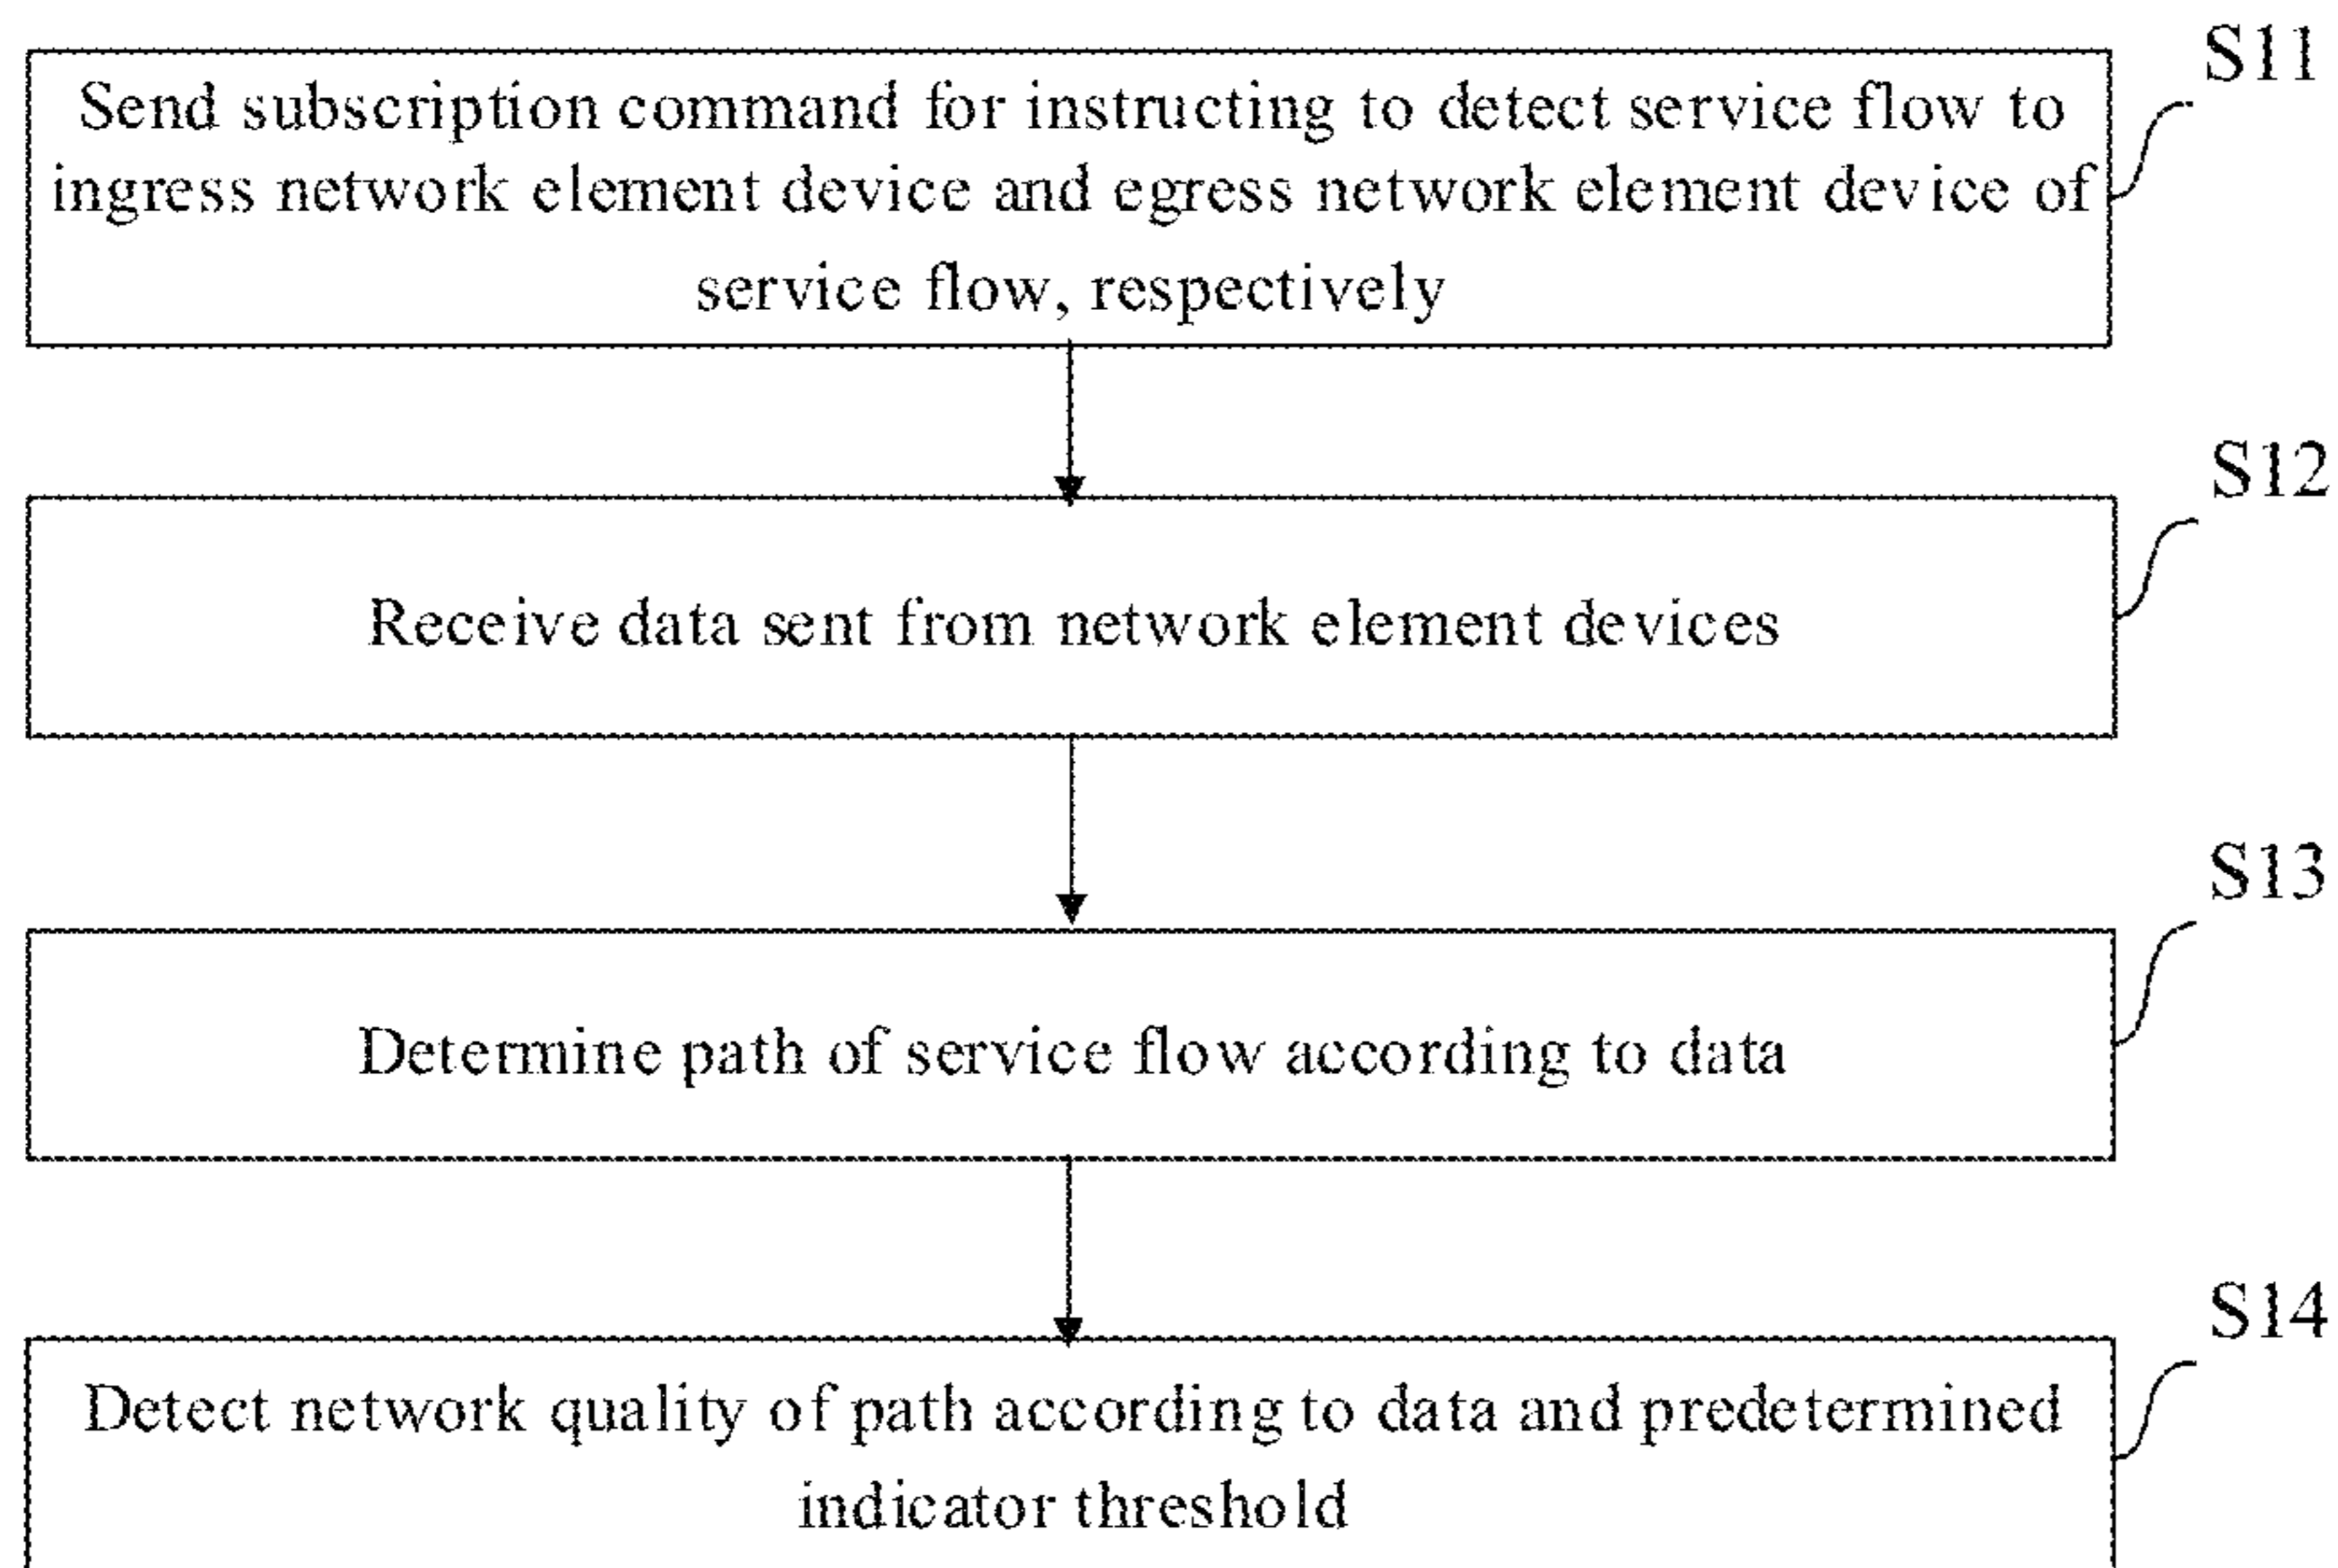 S11
Send subscription command for instructing to detect service flow to
ingress network element device and egress network element device of
service flow, respectively
S12
Receive data sent from network element devices
S13
Determine path of service flow according to data
S14
Detect network quality of path according to data and predetermined
indicator threshold